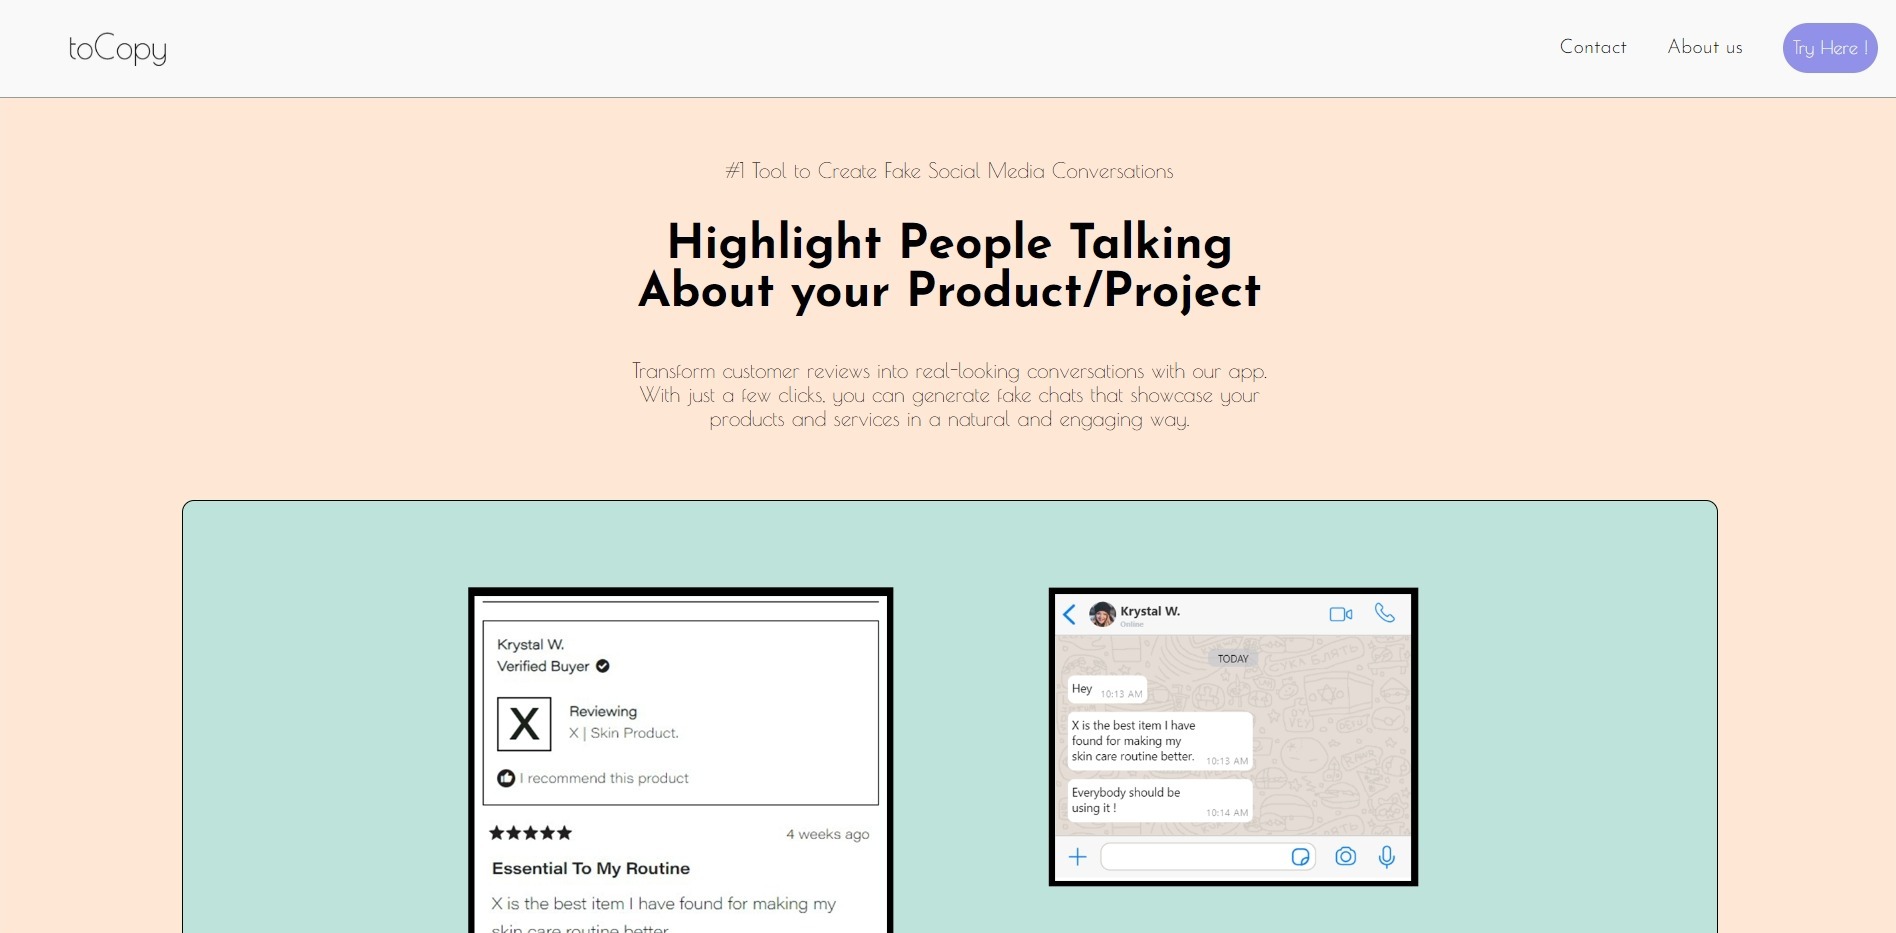 toCopy
Contact
About us
Try Here !
#1 Tool to Create Fake Social Media Conversations
Highlight People Talking
About your Product/Project
Transform customer reviews into real-looking conversations with our app.
With just a few clicks, you can generate fake chats that showcase your
products and services in a natural and engaging way.
Krystal W.
Verified Buyer
X
Reviewing
X | Skin Product.
I recommend this product
4 weeks ago
Essential To My Routine
X is the best item I have found for making my
skin care routine better.
Krystal W.
Online
TODAY
Hey 10:13 AM
X is the best item I have
found for making my
skin care routine better. 10:13 AM
Everybody should be
using it ! 10:14 AM